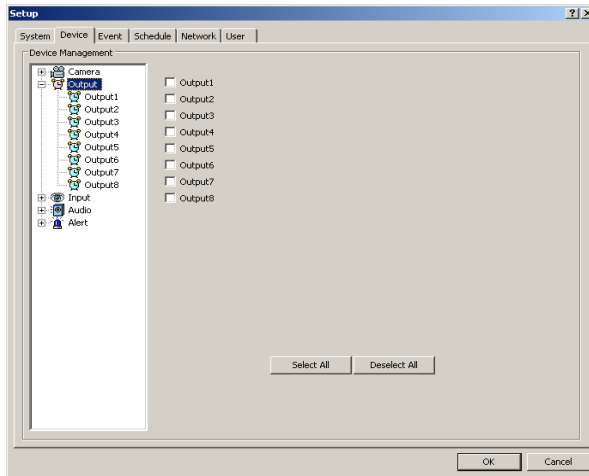 Setup
System Device Event Schedule Network User
Device Management
Camera
Output
Output1
Output2
Output3
Output4
Output5
Output6
Output7
Output8
Input
Audio
Alert
Output1
Output2
Output3
Output4
Output5
Output6
Output7
Output8
Select All Deselect All
OK Cancel